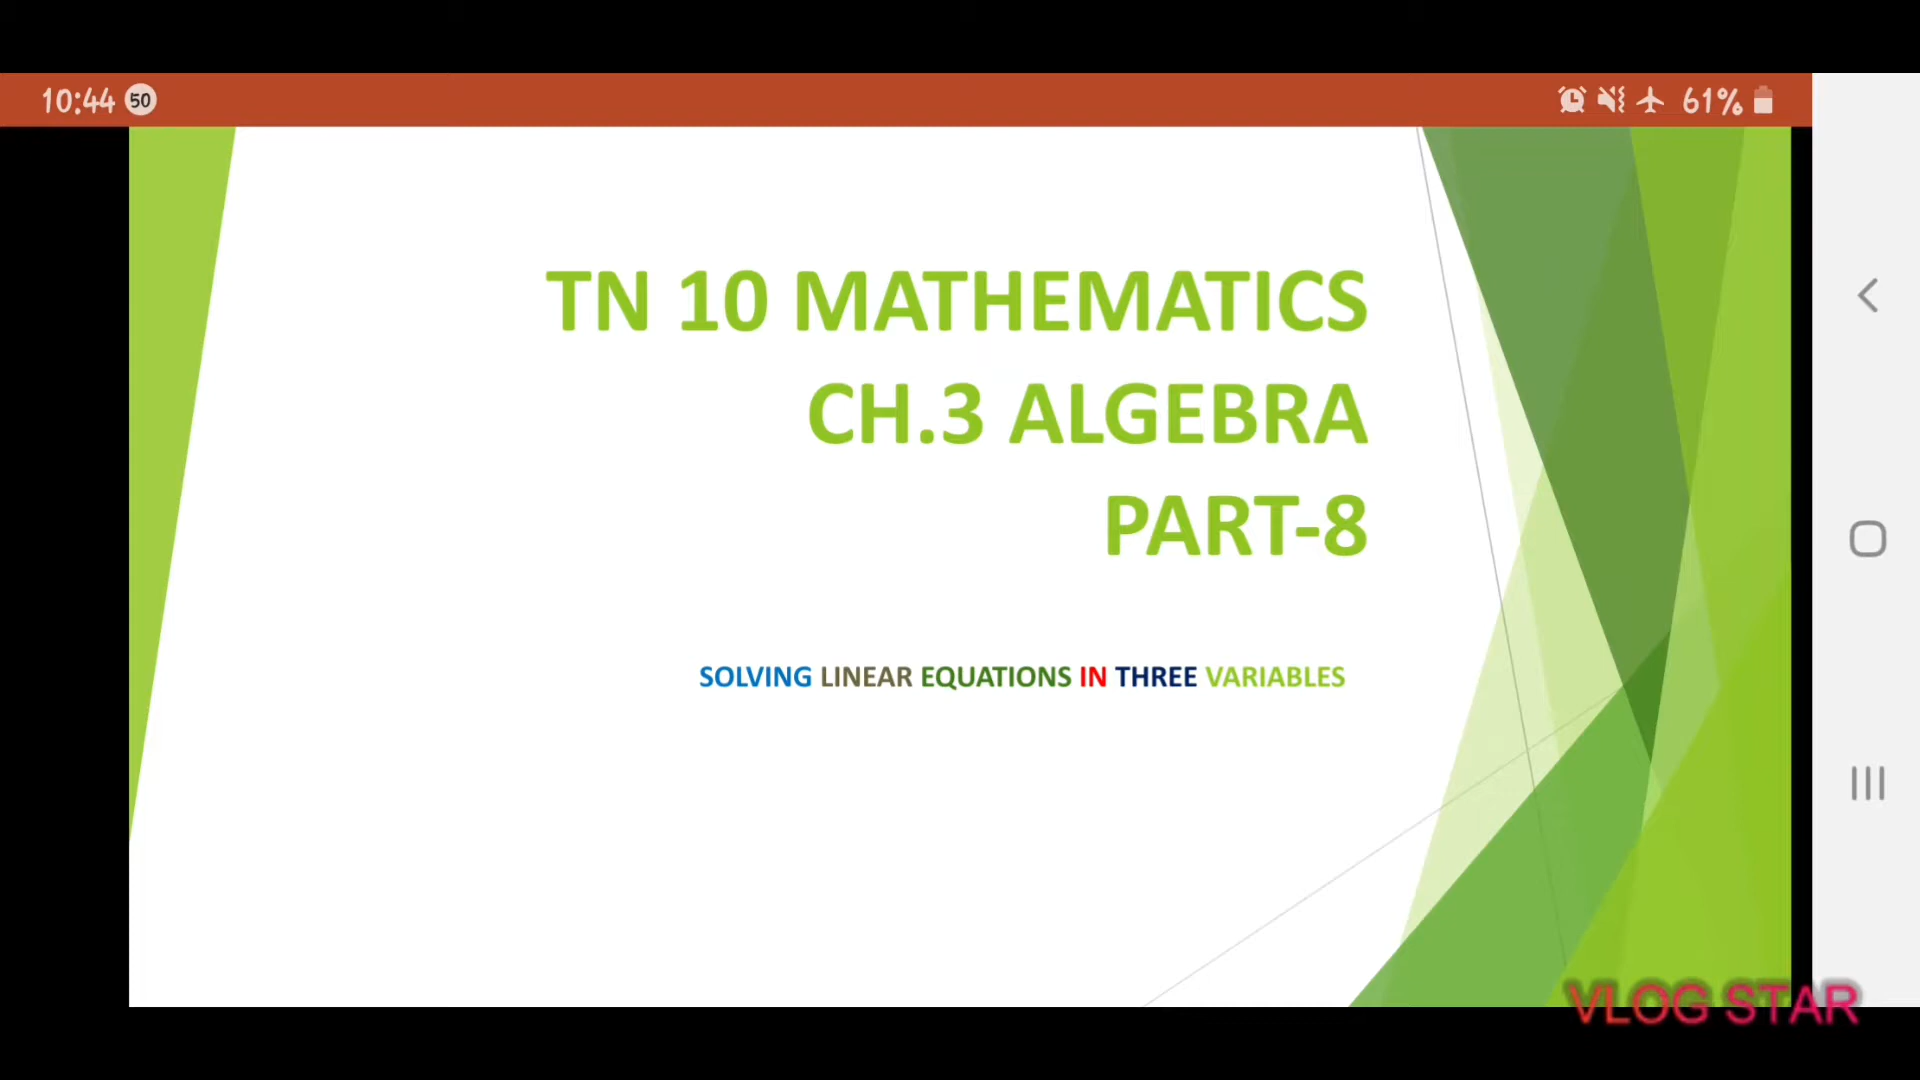 10:44 50 61%
TN 10 MATHEMATICS
CH.3 ALGEBRA
PART-8
SOLVING LINEAR EQUATIONS IN THREE VARIABLES
VLOG STAR